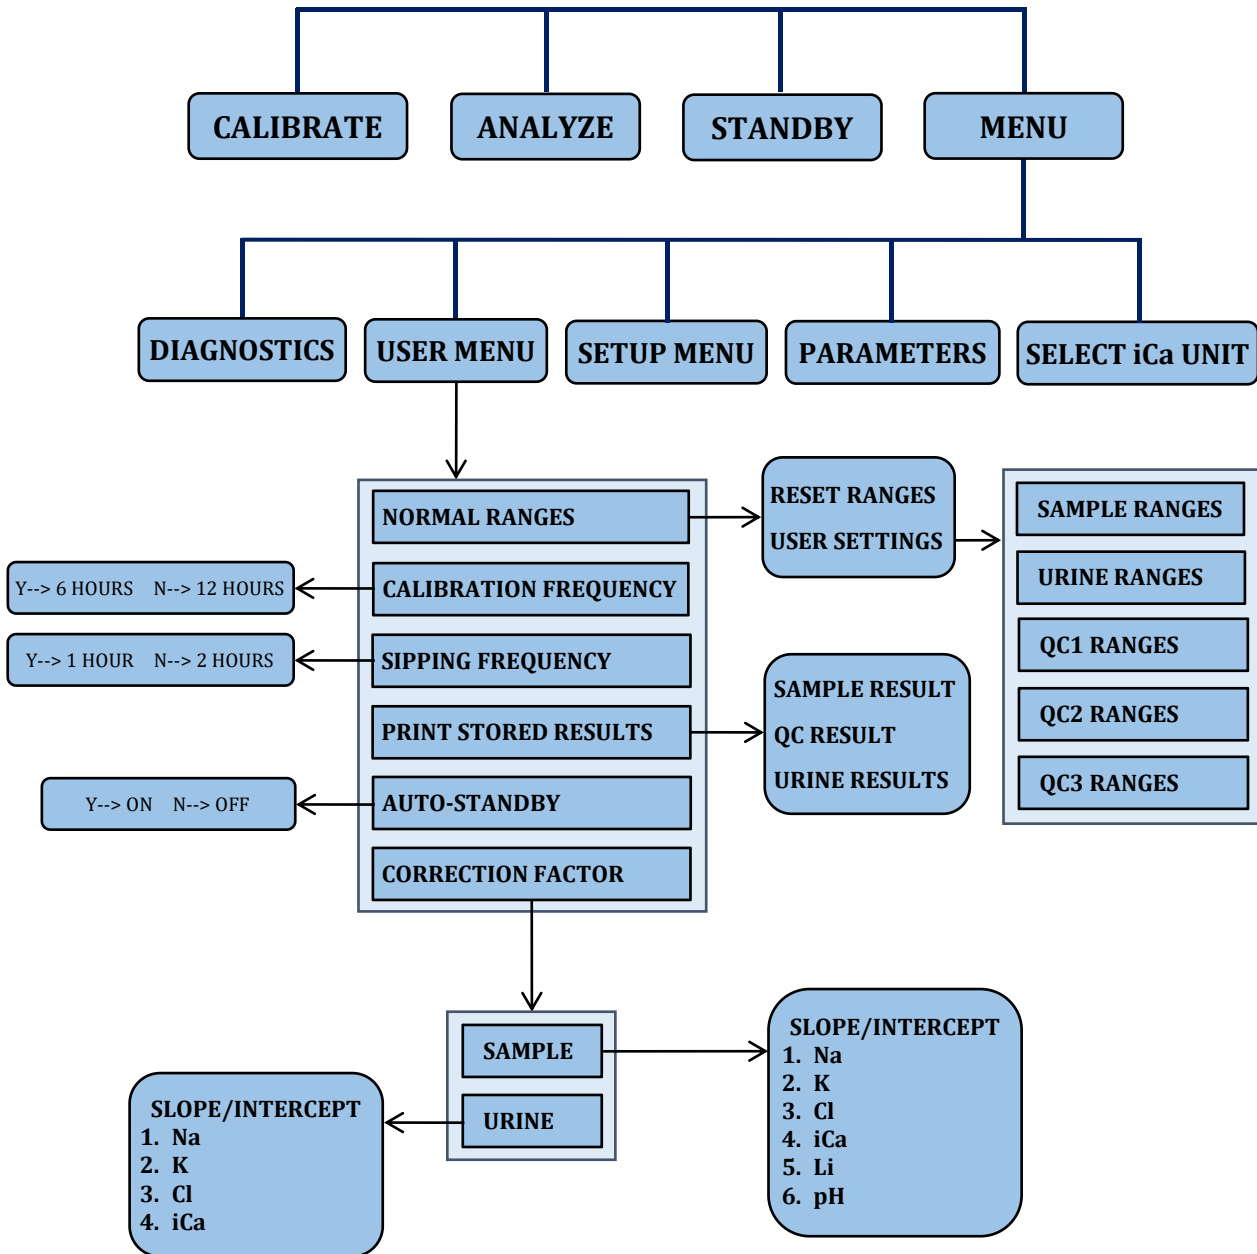 CALIBRATE
ANALYZE
STANDBY
MENU
DIAGNOSTICS
USER MENU
SETUP MENU
PARAMETERS
SELECT iCa UNIT
NORMAL RANGES
CALIBRATION FREQUENCY
SIPPING FREQUENCY
PRINT STORED RESULTS
AUTO-STANDBY
CORRECTION FACTOR
RESET RANGES
USER SETTINGS
SAMPLE RANGES
URINE RANGES
QC1 RANGES
QC2 RANGES
QC3 RANGES
Y--> 6 HOURS N--> 12 HOURS
Y--> 1 HOUR N--> 2 HOURS
SAMPLE RESULT
QC RESULT
URINE RESULTS
Y--> ON N--> OFF
SAMPLE
URINE
SLOPE/INTERCEPT
1. Na
2. K
3. Cl
4. iCa
5. Li
6. pH
SLOPE/INTERCEPT
1. Na
2. K
3. Cl
4. iCa